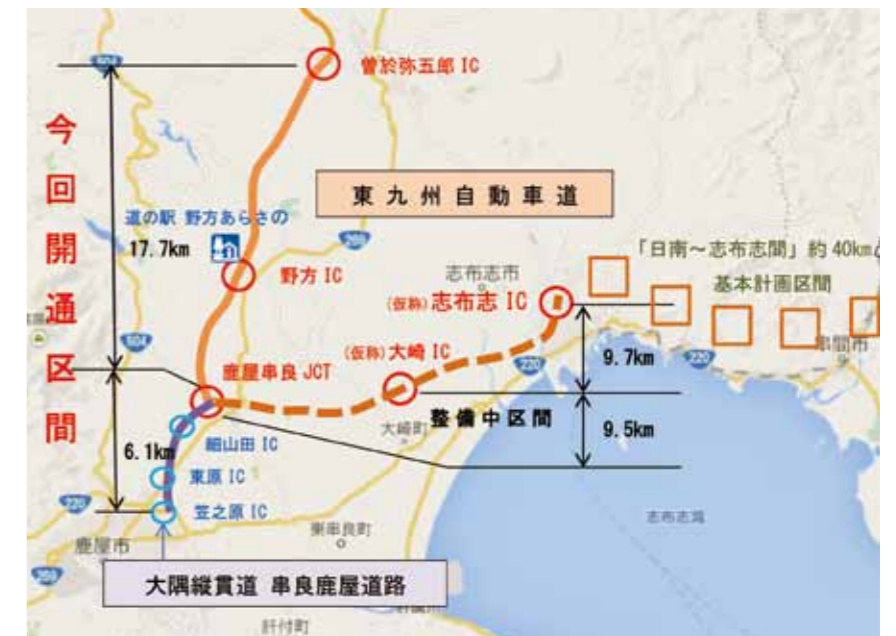 曽於弥五郎 IC
504
今回開通区間
東九州自動車道
道の駅 野方あらさの
17.7km
野方 IC
269
「日南～志布志間」約 40km
基本計画区間
志布志市
(仮称)志布志 IC
504
(仮称)大崎 IC
220
9.7km
220
串間市
鹿屋串良 JCT
整備中区間
大崎町
9.5km
細山田 IC
6.1km
東原 IC
220
笠之原 IC
志布志湾
東串良町
鹿屋市
269
大隅縦貫道 串良鹿屋道路
肝付町